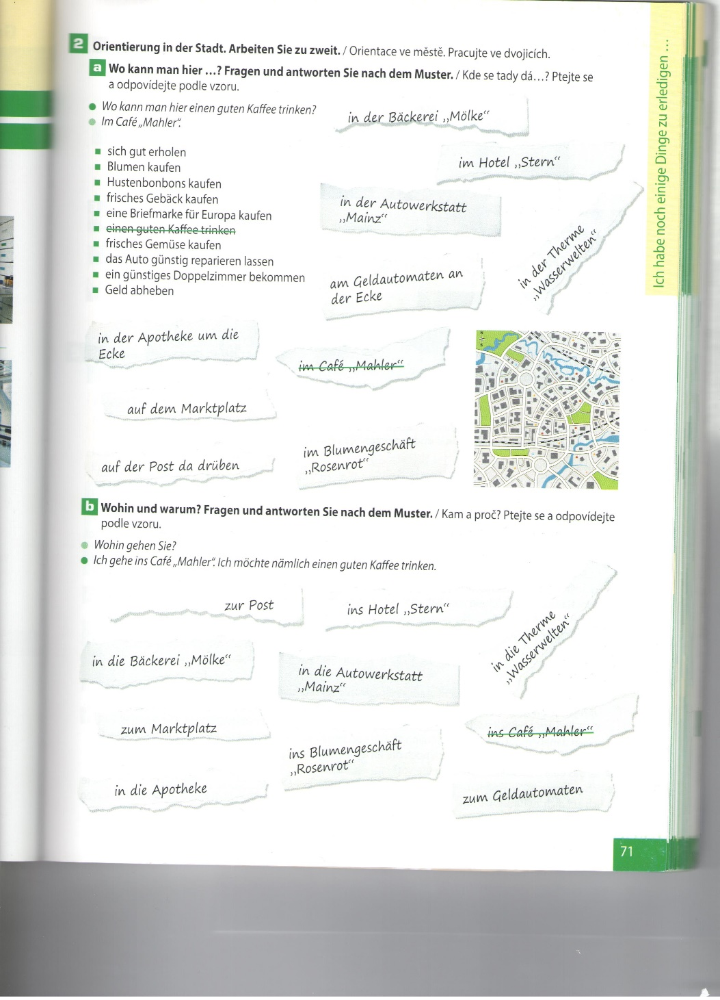 2 Orientierung in der Stadt. Arbeiten Sie zu zweit. / Orientace ve městě. Pracujte ve dvojicích.
a Wo kann man hier ...? Fragen und antworten Sie nach dem Muster. / Kde se tady dá...? Ptejte se
a odpovídejte podle vzoru.
Wo kann man hier einen guten Kaffee trinken?
Im Café „Mahler“.
sich gut erholen
Blumen kaufen
Hustenbonbons kaufen
frisches Gebäck kaufen
eine Briefmarke für Europa kaufen
einen guten Kaffee trinken
frisches Gemüse kaufen
das Auto günstig reparieren lassen
ein günstiges Doppelzimmer bekommen
Geld abheben
in der Bäckerei „Mölke“
im Hotel „Stern“
in der Autowerkstatt
„Mainz“
in der Therme
„Wasserwelten“
am Geldautomaten an
der Ecke
in der Apotheke um die
Ecke
im Café „Mahler“
auf dem Marktplatz
im Blumengeschäft
„Rosenrot“
auf der Post da drüben
N
S
b Wohin und warum? Fragen und antworten Sie nach dem Muster. / Kam a proč? Ptejte se a odpovídejte
podle vzoru.
Wohin gehen Sie?
Ich gehe ins Café „Mahler“. Ich möchte nämlich einen guten Kaffee trinken.
zur Post
ins Hotel „Stern“
in die Therme
„Wasserwelten“
in die Bäckerei „Mölke“
in die Autowerkstatt
„Mainz“
zum Marktplatz
ins Café „Mahler“
ins Blumengeschäft
„Rosenrot“
in die Apotheke
zum Geldautomaten
Ich habe noch einige Dinge zu erledigen ...
71